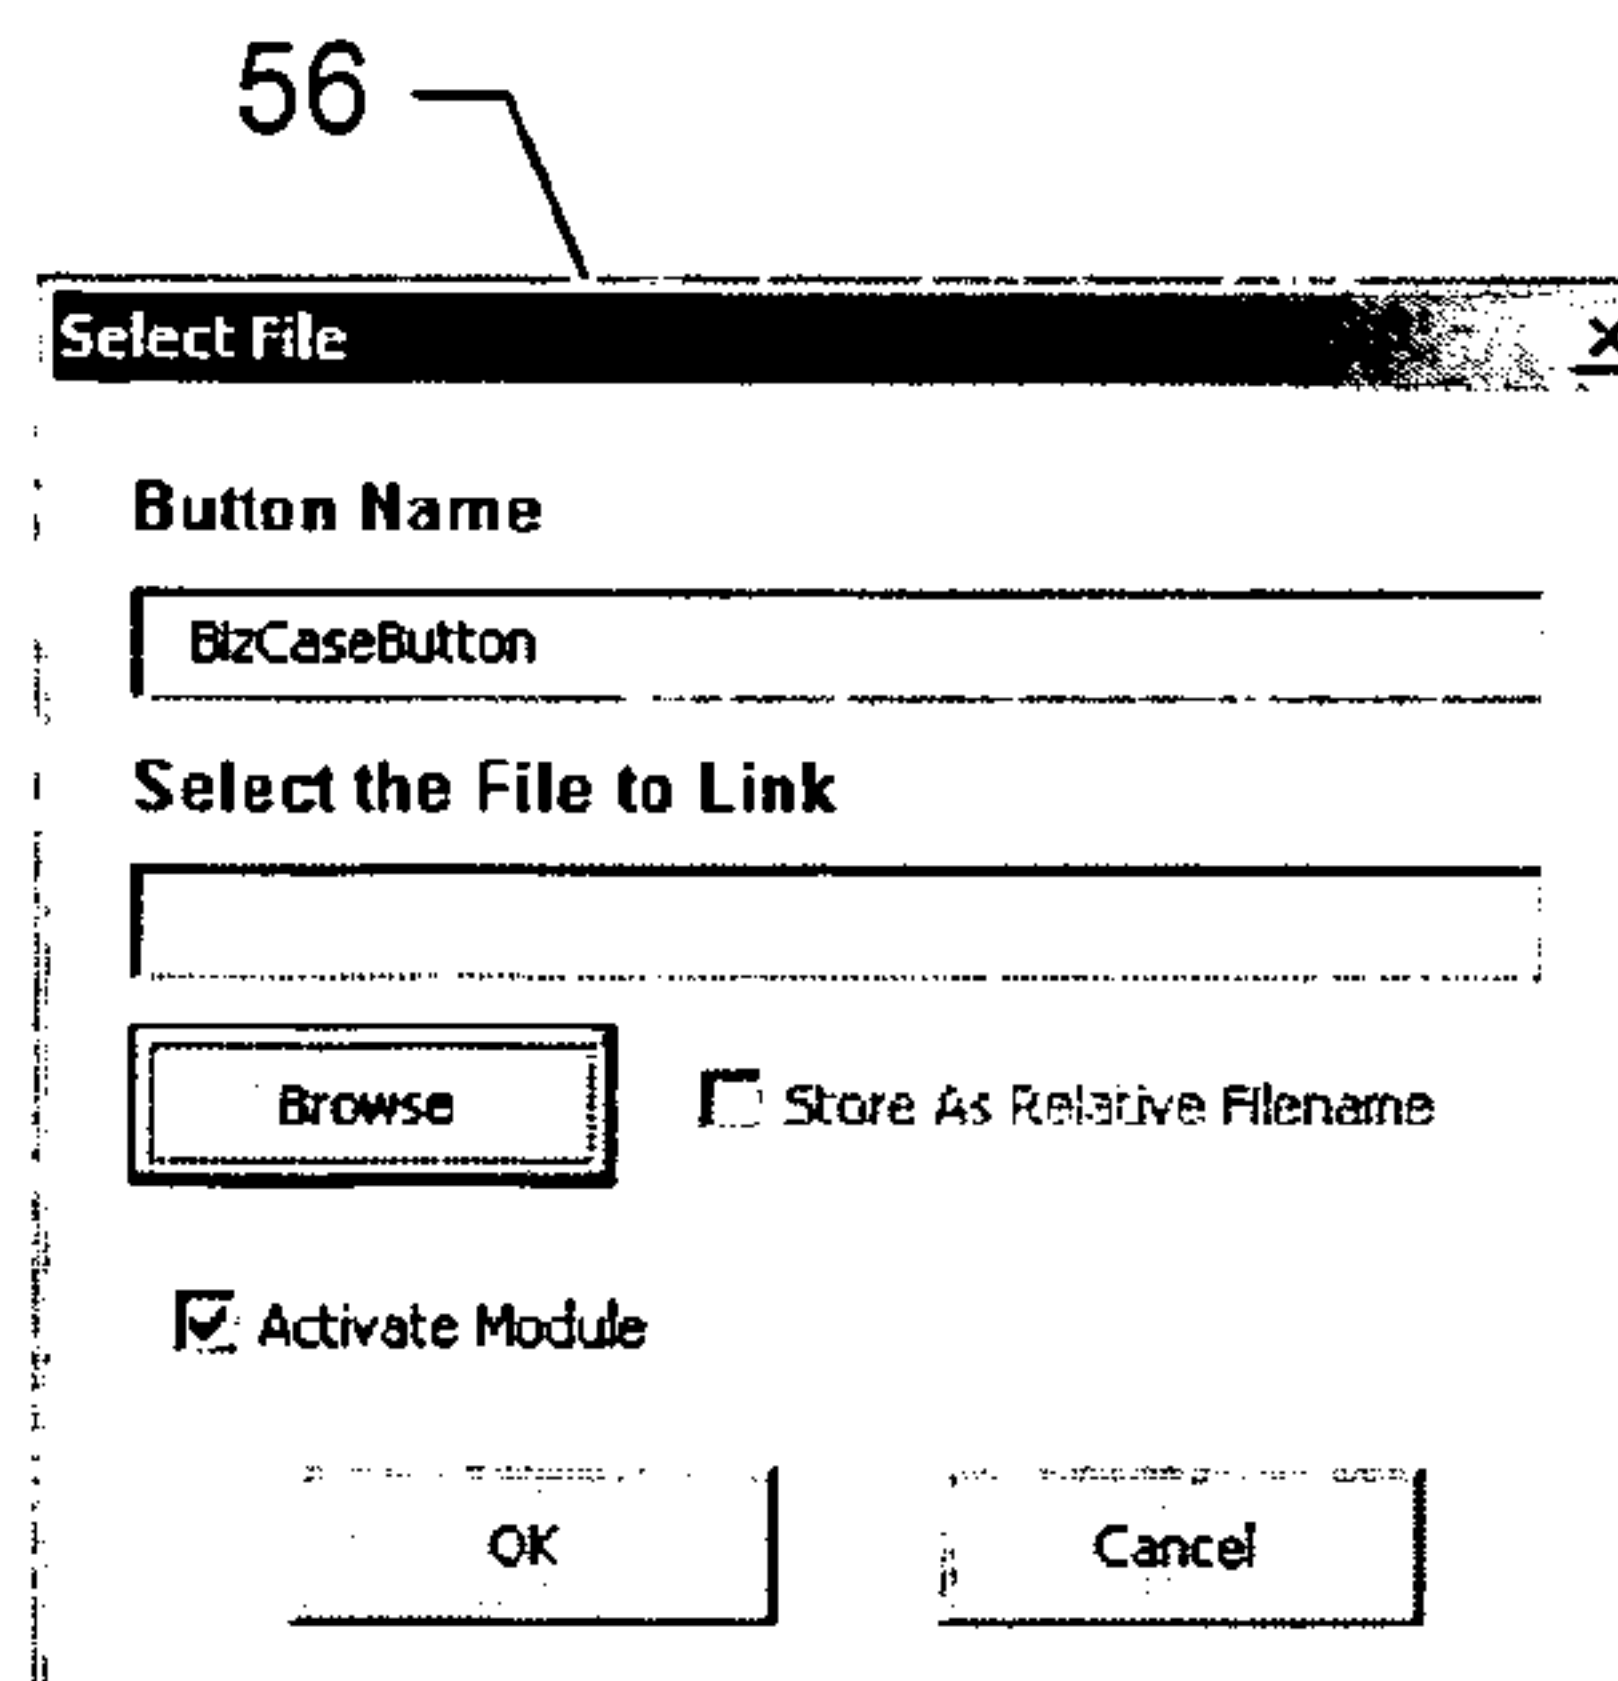 56
Select File
Button Name
BizCaseButton
Select the File to Link
Browse
Store As Relative Filename
Activate Module
OK
Cancel